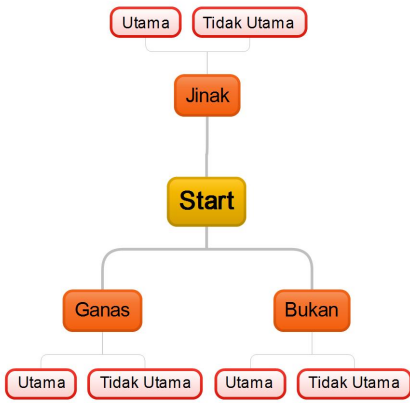 Utama
Tidak Utama
Jinak
Start
Ganas
Bukan
Utama
Tidak Utama
Utama
Tidak Utama